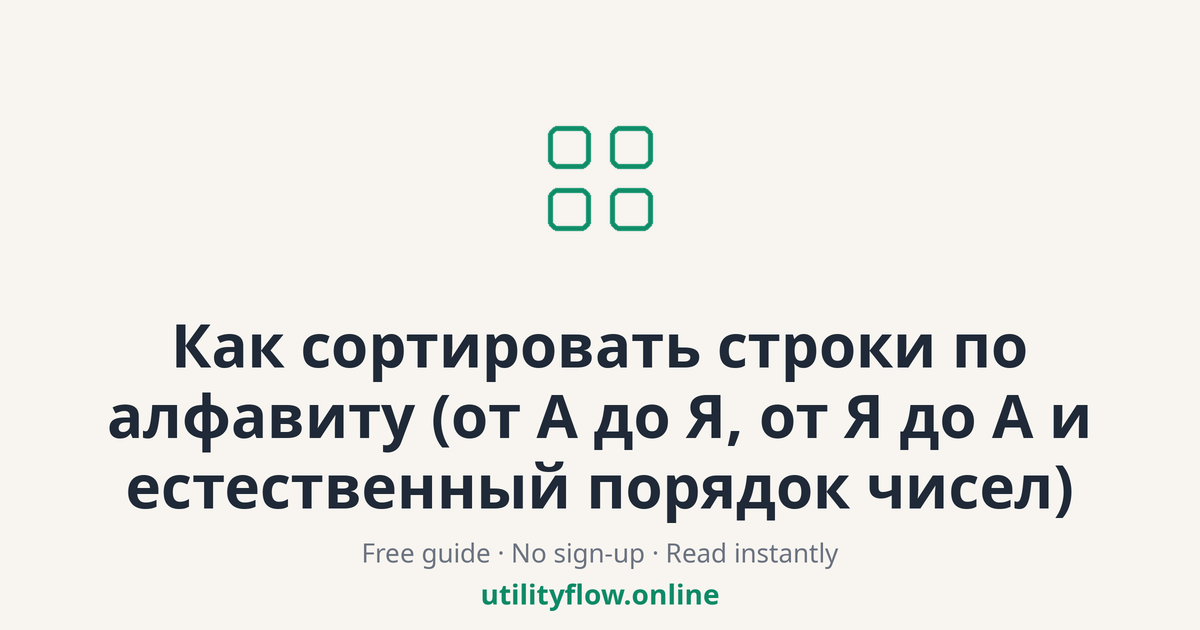 Как сортировать строки по
алфавиту (от А до Я, от Я до А и
естественный порядок чисел)
Free guide · No sign-up · Read instantly
utilityflow.online